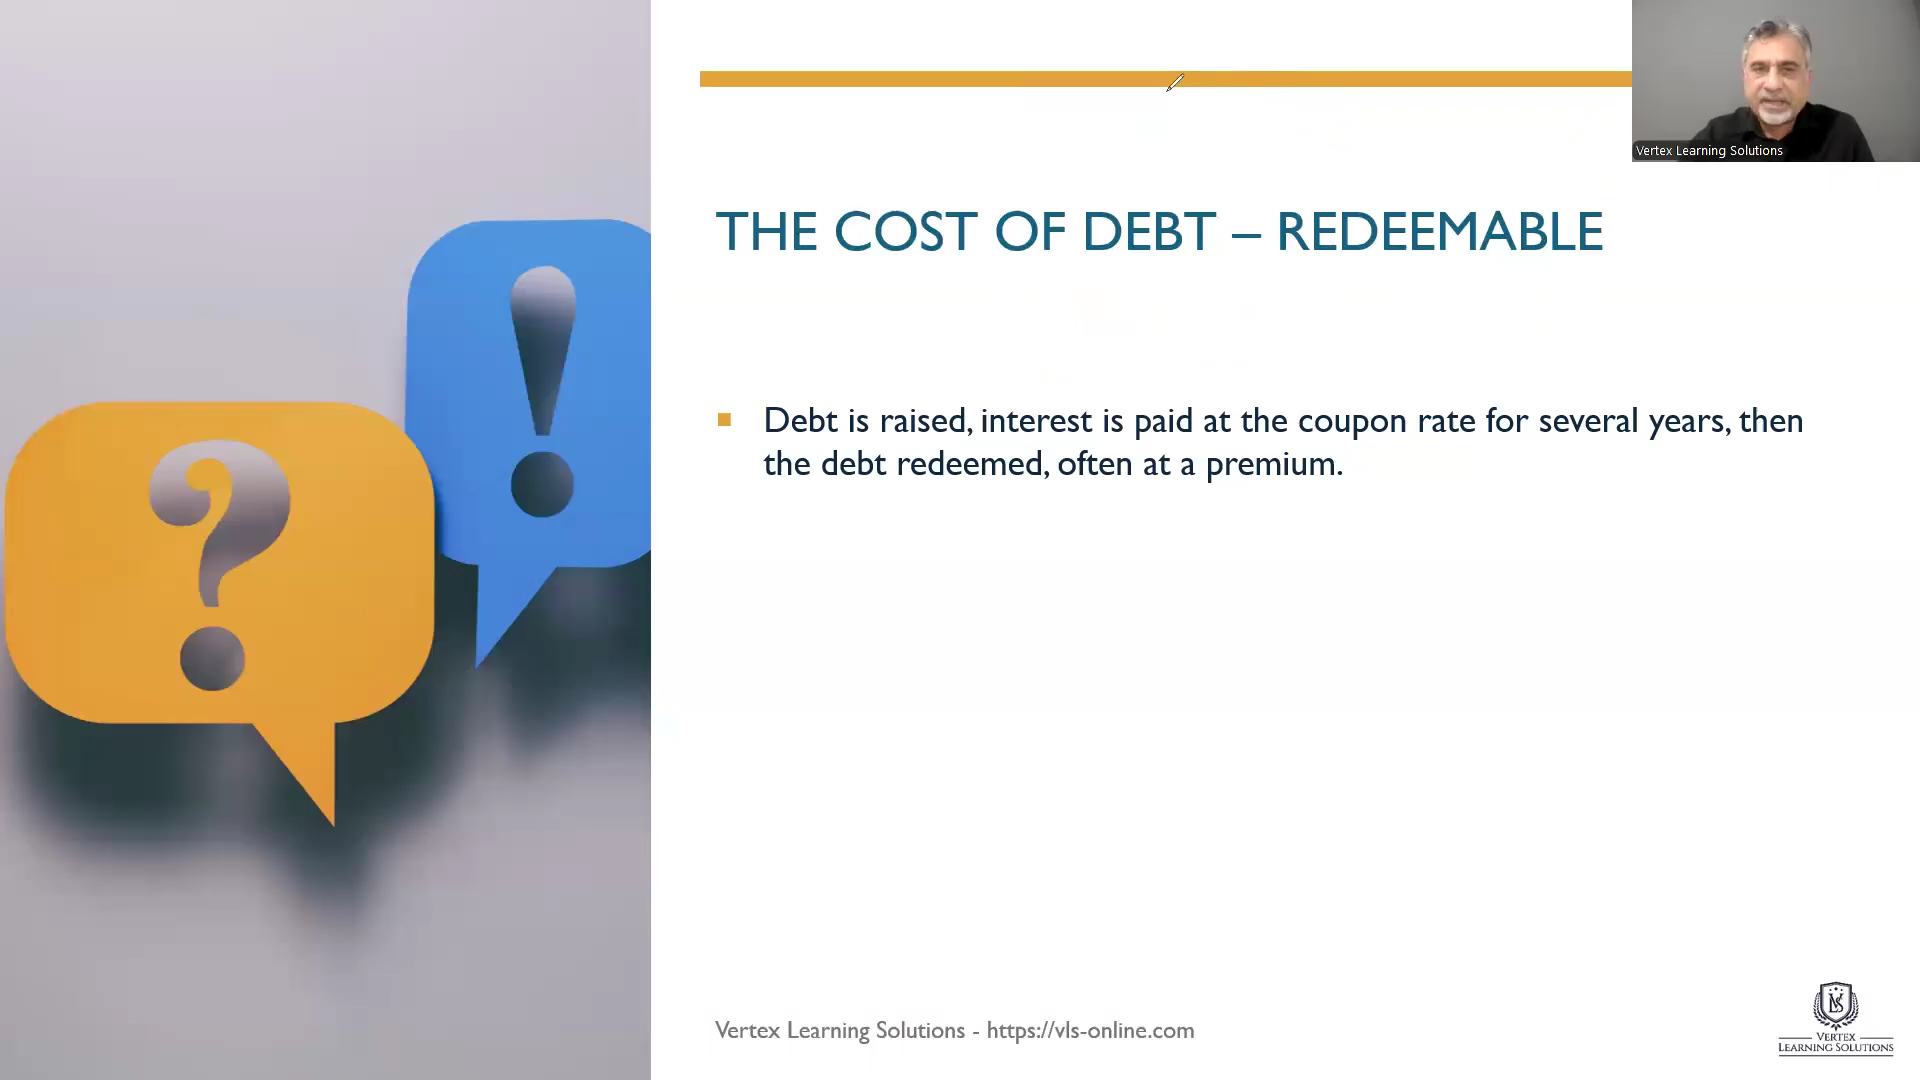 Vertex Learning Solutions
THE COST OF DEBT – REDEEMABLE
Debt is raised, interest is paid at the coupon rate for several years, then
the debt redeemed, often at a premium.
Vertex Learning Solutions - https://vls-online.com
VLS
VERTEX
LEARNING SOLUTIONS
? !